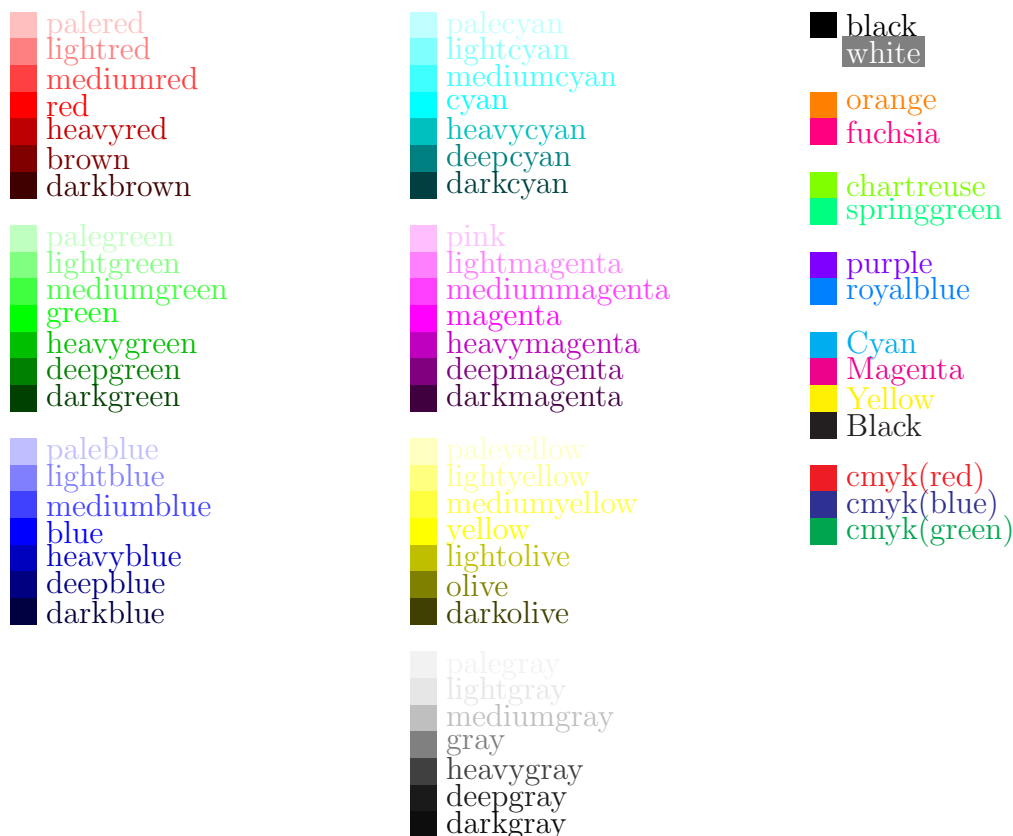 palered
lightred
mediumred
red
heavyred
brown
darkbrown
palegreen
lightgreen
mediumgreen
green
heavygreen
deepgreen
darkgreen
paleblue
lightblue
mediumblue
blue
heavyblue
deepblue
darkblue
palecyan
lightcyan
mediumcyan
cyan
heavycyan
deepcyan
darkcyan
pink
lightmagenta
mediummagenta
magenta
heavymagenta
deepmagenta
darkmagenta
paleyellow
lightyellow
mediumyellow
yellow
lightolive
olive
darkolive
palegray
lightgray
mediumgray
gray
heavygray
deepgray
darkgray
black
white
orange
fuchsia
chartreuse
springgreen
purple
royalblue
Cyan
Magenta
Yellow
Black
cmyk(red)
cmyk(blue)
cmyk(green)